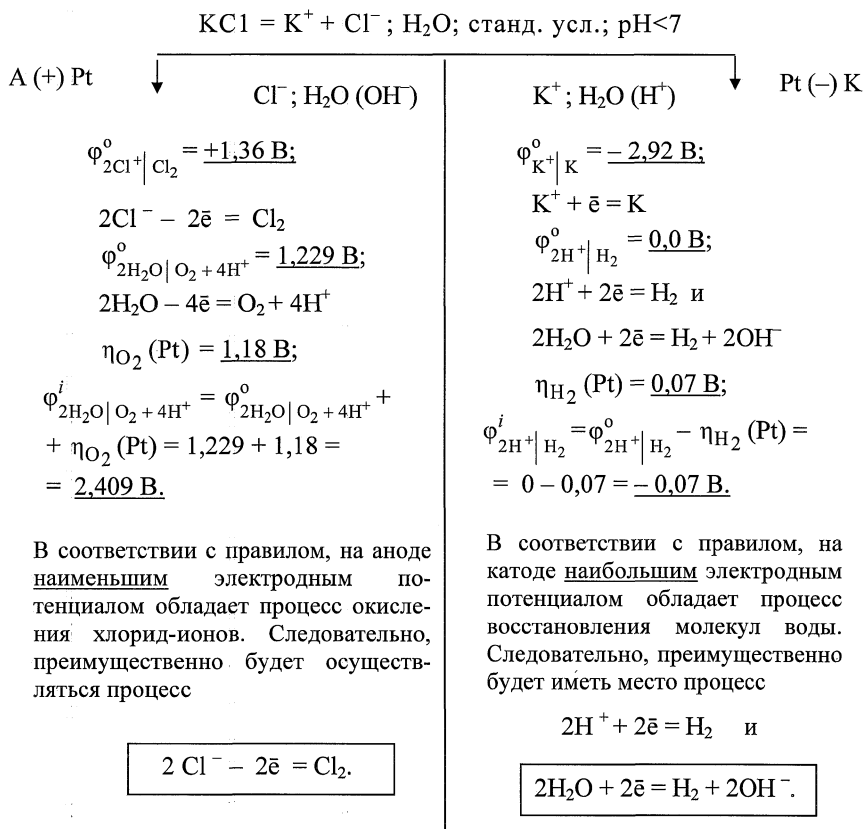 KCl = K⁺ + Cl⁻; H₂O; станд. усл.; pH<7
A (+) Pt
Cl⁻; H₂O (OH⁻)
φ°2Cl⁺| Cl₂ = +1,36 В;
2Cl⁻ – 2ē = Cl₂
φ°2H₂O| O₂ + 4H⁺ = 1,229 В;
2H₂O – 4ē = O₂ + 4H⁺
ηO₂ (Pt) = 1,18 В;
φⁱ2H₂O| O₂ + 4H⁺ = φ°2H₂O| O₂ + 4H⁺ +
+ ηO₂ (Pt) = 1,229 + 1,18 =
= 2,409 В.
В соответствии с правилом, на аноде
наименьшим электродным по-
тенциалом обладает процесс окисле-
ния хлорид-ионов. Следовательно,
преимущественно будет осуществ-
ляться процесс
2 Cl⁻ – 2ē = Cl₂.
Pt (–) K
K⁺; H₂O (H⁺)
φ°K⁺| K = – 2,92 В;
K⁺ + ē = K
φ°2H⁺| H₂ = 0,0 В;
2H⁺ + 2ē = H₂ и
2H₂O + 2ē = H₂ + 2OH⁻
ηH₂ (Pt) = 0,07 В;
φⁱ2H⁺| H₂ = φ°2H⁺| H₂ – ηH₂ (Pt) =
= 0 – 0,07 = – 0,07 В.
В соответствии с правилом, на
катоде наибольшим электродным
потенциалом обладает процесс
восстановления молекул воды.
Следовательно, преимущественно
будет иметь место процесс
2H⁺ + 2ē = H₂ и
2H₂O + 2ē = H₂ + 2OH⁻.